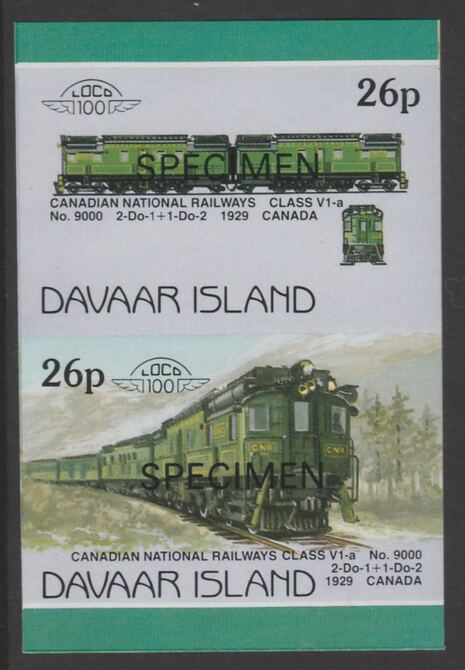 LOCO
100
26p
SPECIMEN
CANADIAN NATIONAL RAILWAYS CLASS V1-a
No. 9000 2-Do-1+1-Do-2 1929 CANADA
DAVAAR ISLAND
26p
LOCO
100
CNR
SPECIMEN
CANADIAN NATIONAL RAILWAYS CLASS V1-a No. 9000
2-Do-1+1-Do-2
DAVAAR ISLAND 1929 CANADA